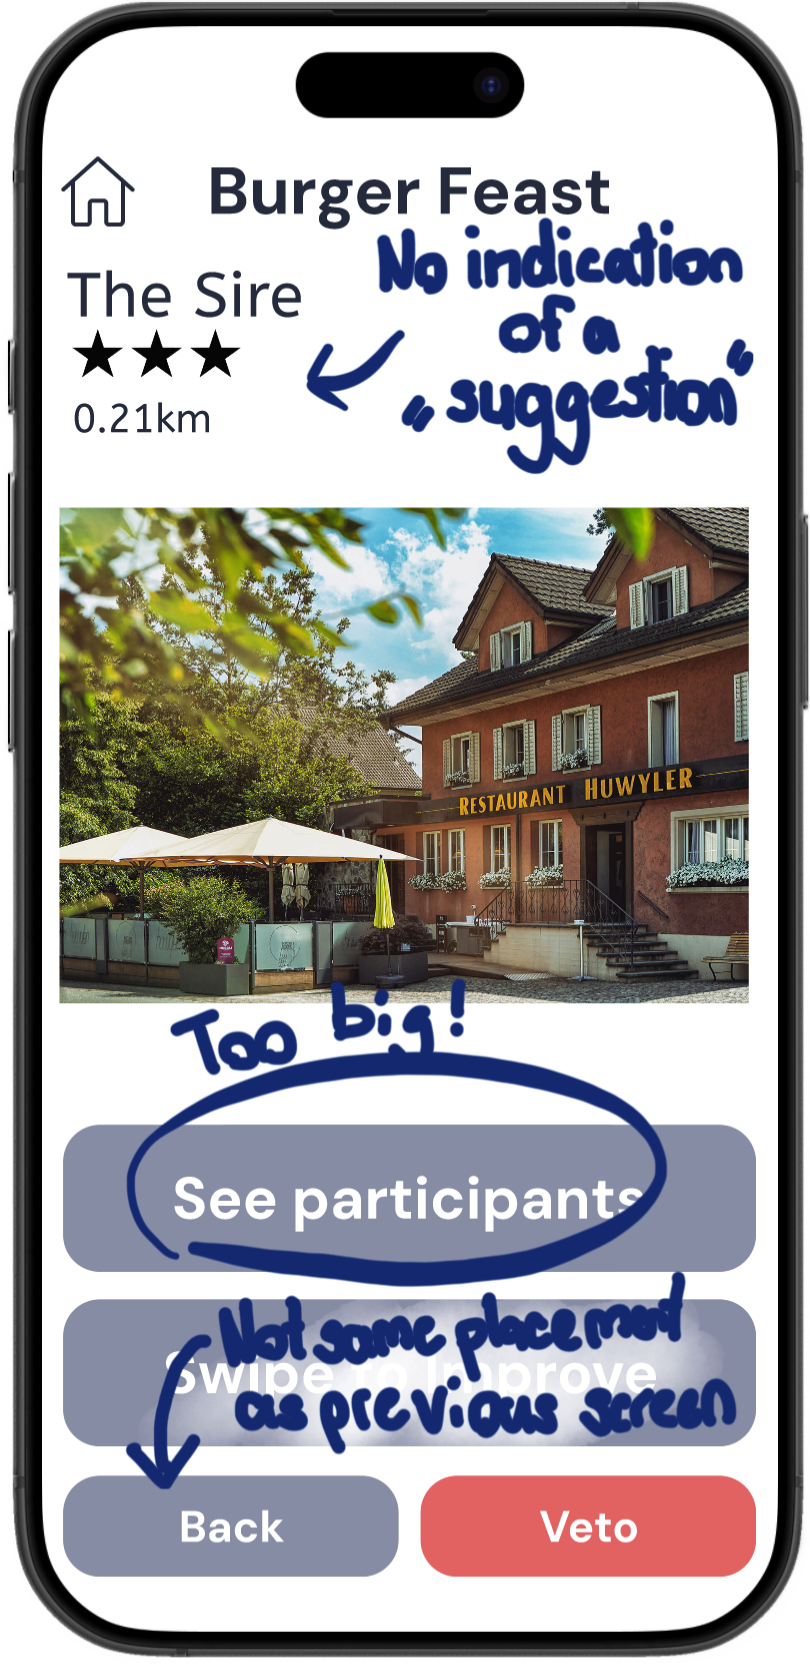 Burger Feast
The Sire
★★★
0.21km
No indication
of a
„suggestion"
RESTAURANT HUWYLER
Too big!
See participants
Swipe to Improve
Not same placement
as previous screen
Back
Veto